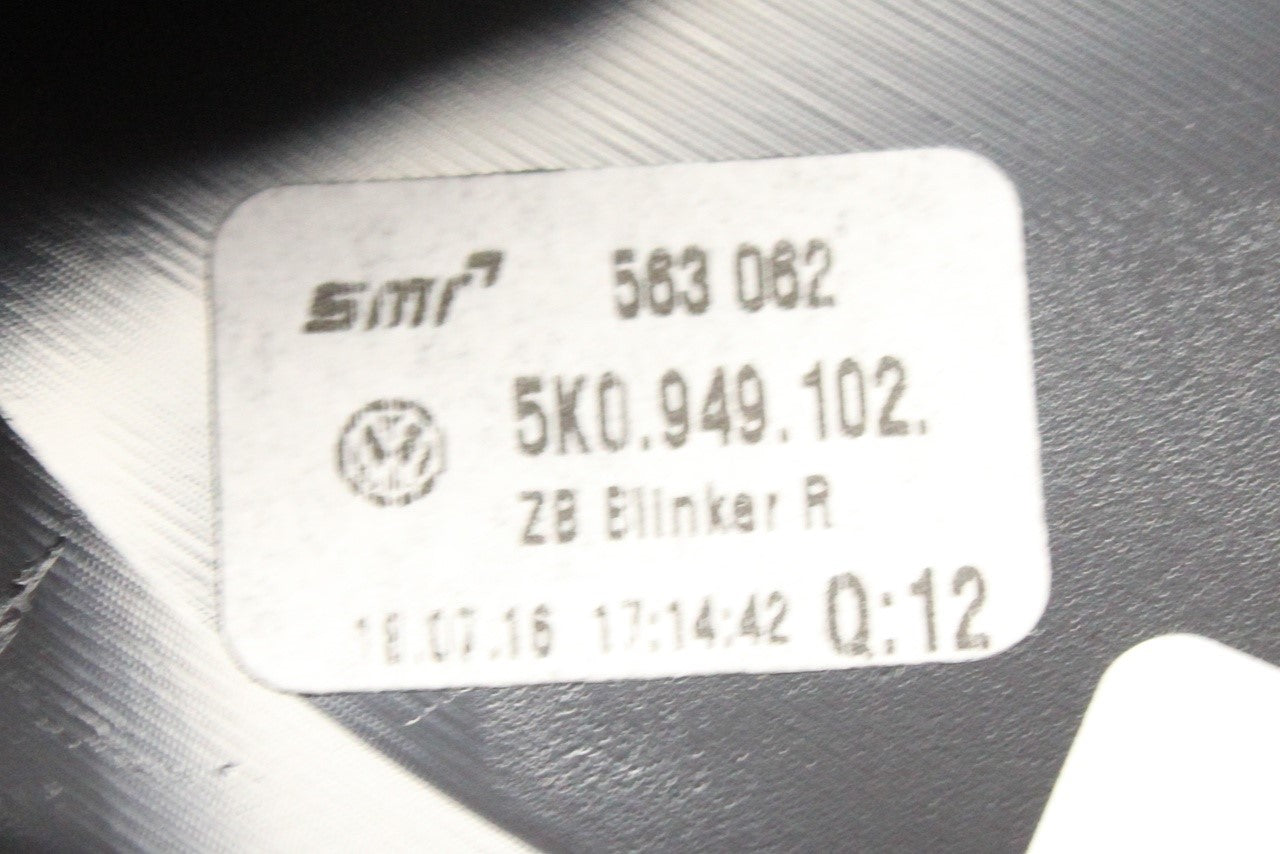 smr 563 062
5K0.949.102.
ZB Blinker R
18.07.16 17:14:42 Q:12